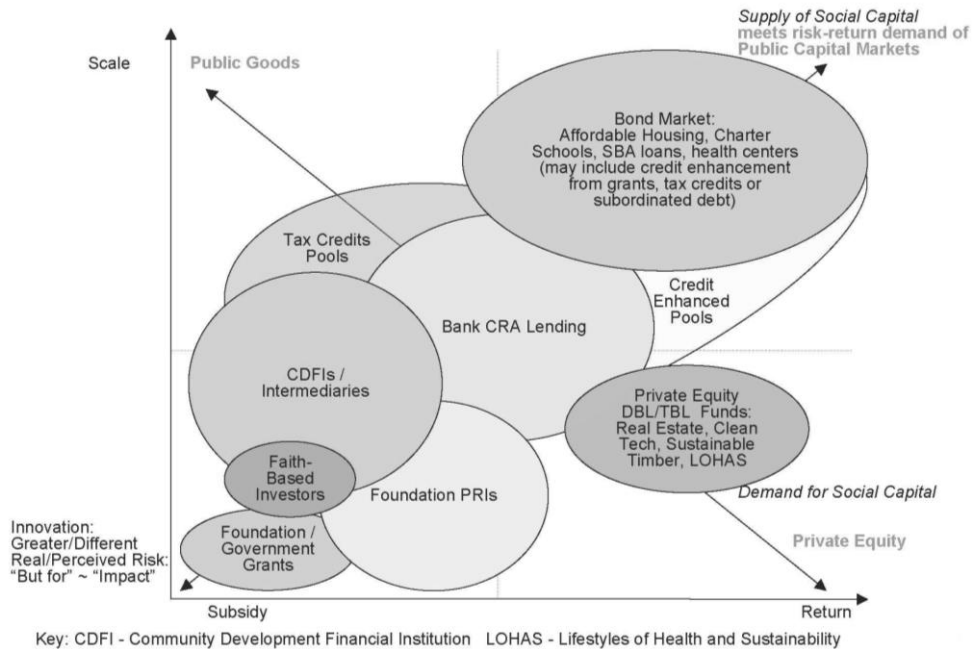 Supply of Social Capital
meets risk-return demand of
Public Capital Markets
Scale
Public Goods
Bond Market:
Affordable Housing, Charter
Schools, SBA loans, health centers
(may include credit enhancement
from grants, tax credits or
subordinated debt)
Tax Credits
Pools
Credit
Enhanced
Pools
Bank CRA Lending
CDFIs /
Intermediaries
Private Equity
DBL/TBL Funds:
Real Estate, Clean
Tech, Sustainable
Timber, LOHAS
Faith-
Based
Investors
Foundation PRIs
Demand for Social Capital
Innovation:
Greater/Different
Real/Perceived Risk:
“But for” ~ “Impact”
Foundation /
Government
Grants
Private Equity
Subsidy
Return
Key: CDFI - Community Development Financial Institution LOHAS - Lifestyles of Health and Sustainability